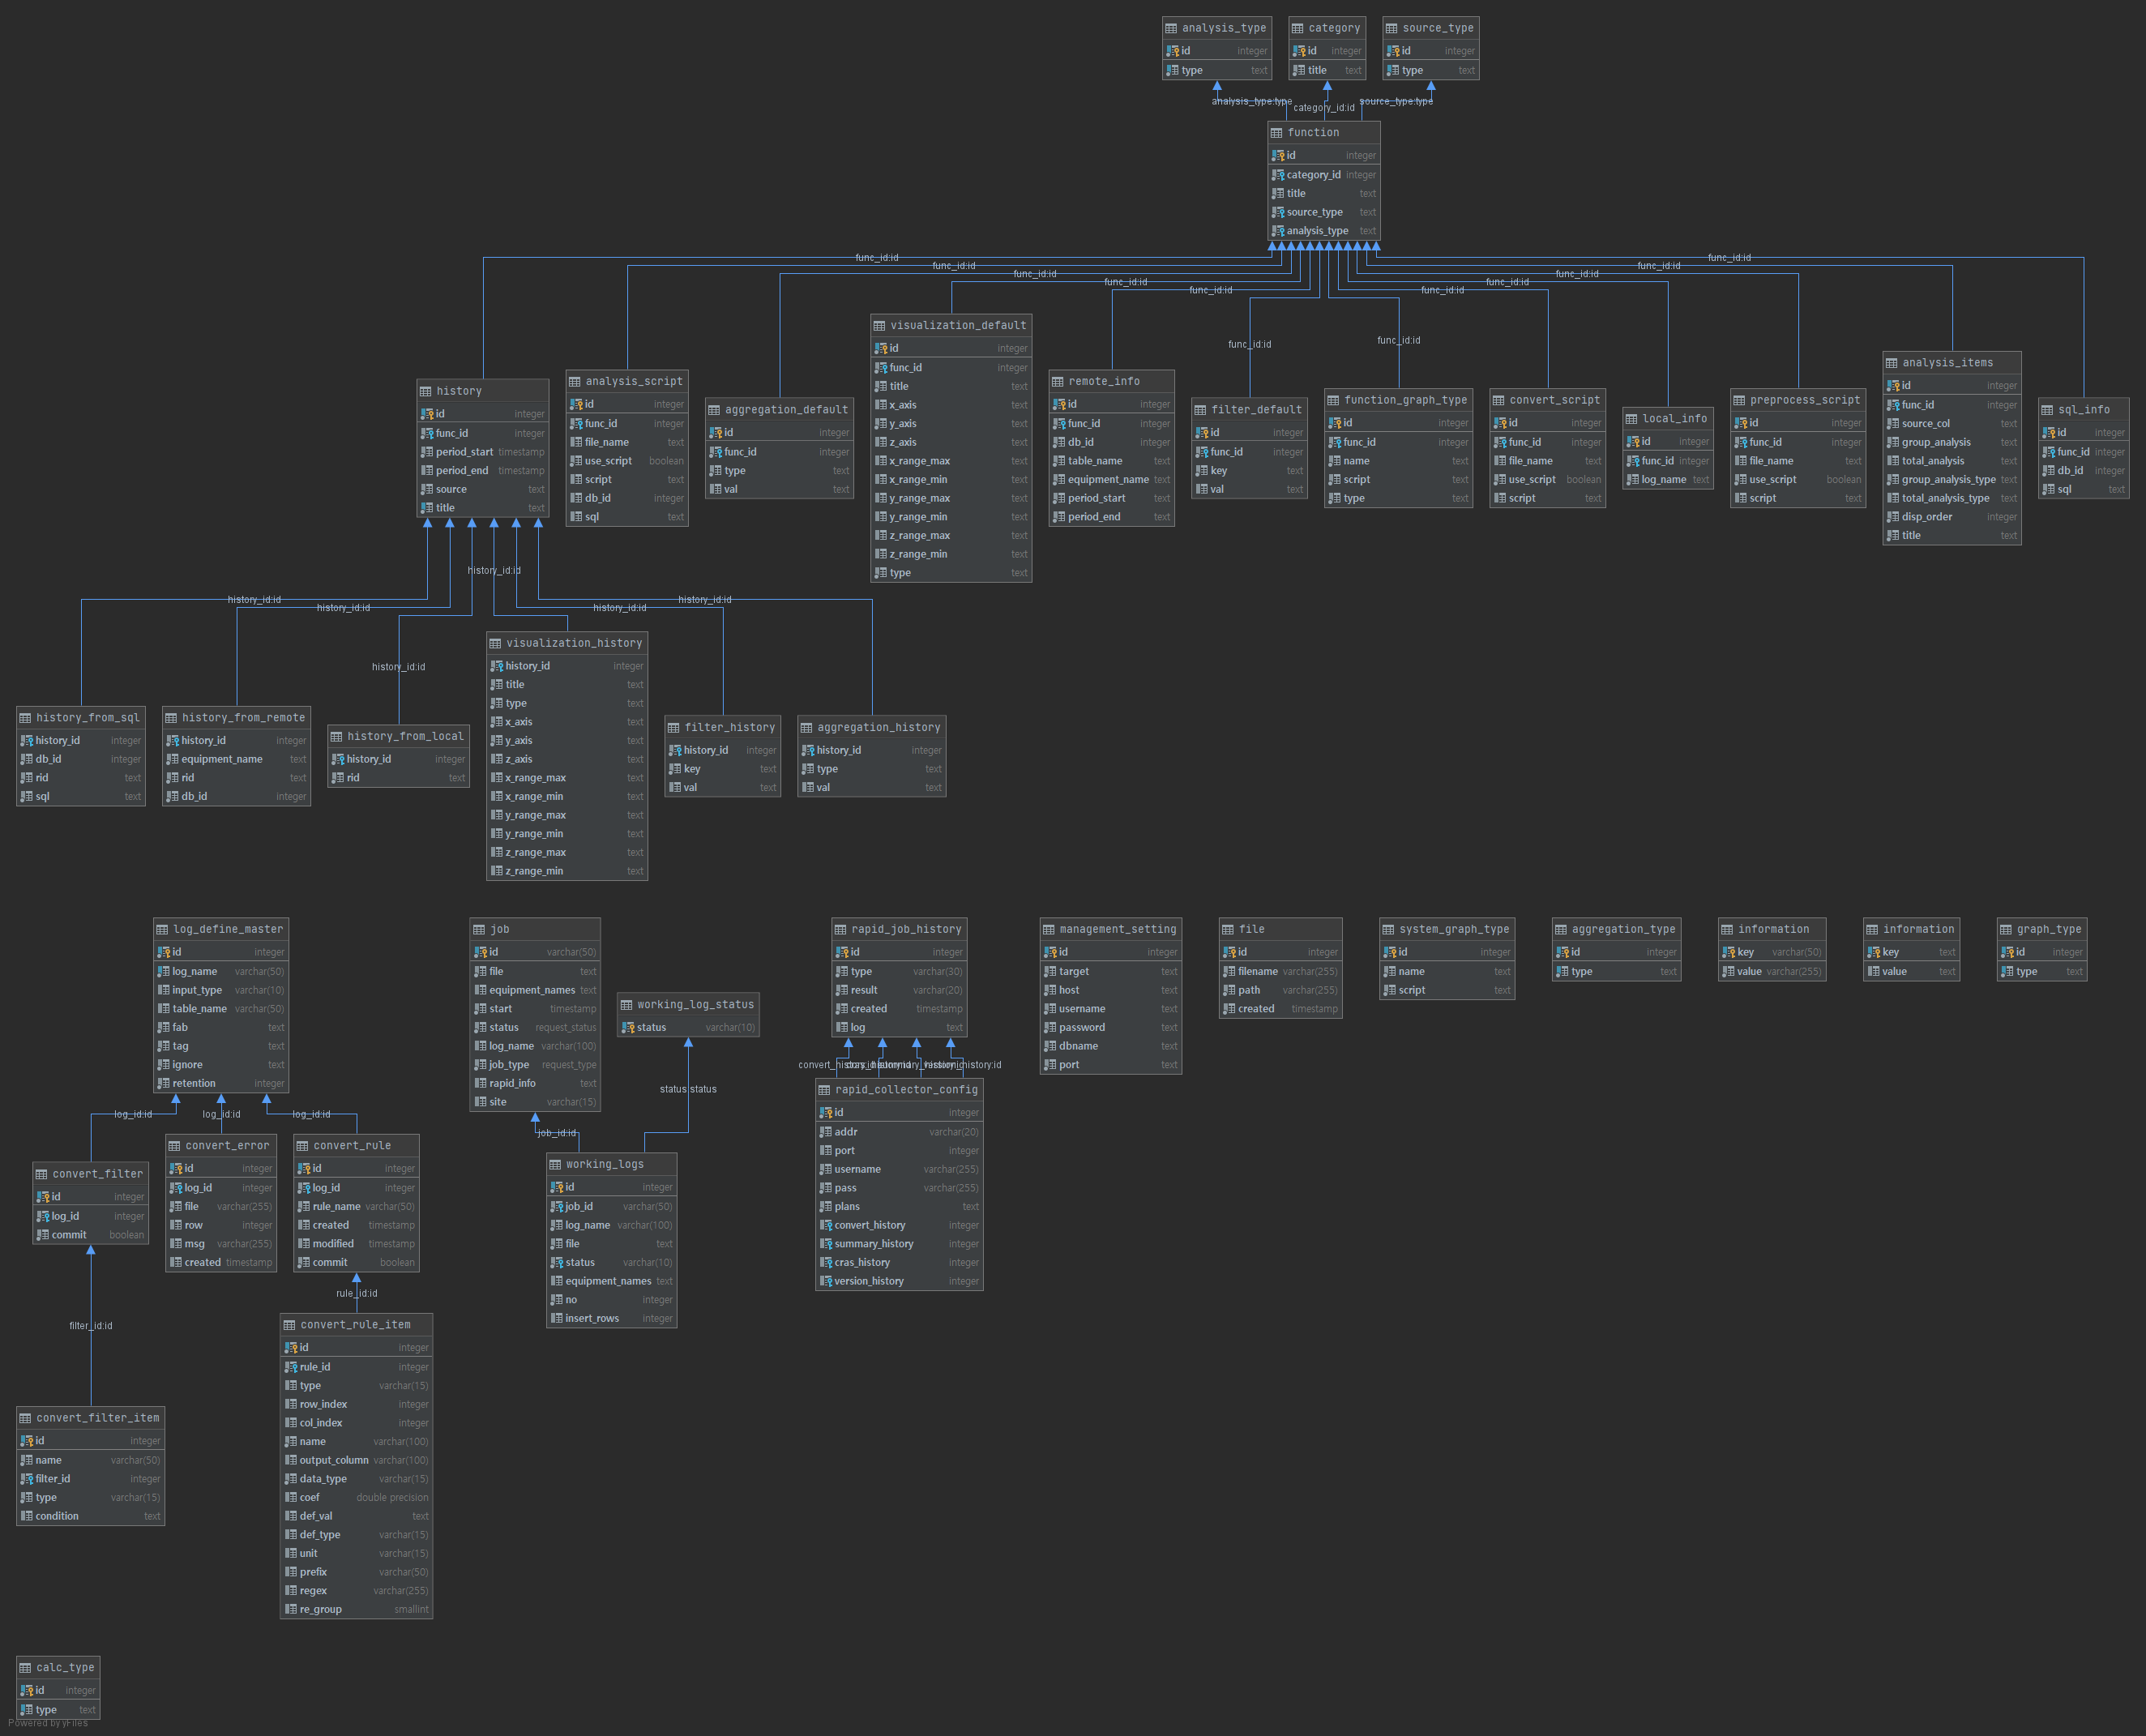 analysis_type
id integer
type text
category
id integer
title text
source_type
id integer
type text
analysis_type:type
category_id:id
source_type:type
function
id integer
category_id integer
title text
source_type text
analysis_type text
func_id:id
func_id:id
func_id:id
func_id:id
func_id:id
func_id:id
func_id:id
func_id:id
func_id:id
func_id:id
func_id:id
func_id:id
history
id integer
func_id integer
period_start timestamp
period_end timestamp
source text
title text
analysis_script
id integer
func_id integer
file_name text
use_script boolean
script text
db_id integer
sql text
aggregation_default
id integer
func_id integer
type text
val text
visualization_default
id integer
func_id integer
title text
x_axis text
y_axis text
z_axis text
x_range_max text
x_range_min text
y_range_max text
y_range_min text
z_range_max text
z_range_min text
type text
remote_info
id integer
func_id integer
db_id integer
table_name text
equipment_name text
period_start text
period_end text
filter_default
id integer
func_id integer
key text
val text
function_graph_type
id integer
func_id integer
name text
script text
type text
convert_script
id integer
func_id integer
file_name text
use_script boolean
script text
local_info
id integer
func_id integer
log_name text
preprocess_script
id integer
func_id integer
file_name text
use_script boolean
script text
analysis_items
id integer
func_id integer
source_col text
group_analysis text
total_analysis text
group_analysis_type text
total_analysis_type text
disp_order integer
title text
sql_info
id integer
func_id integer
db_id integer
sql text
history_id:id
history_id:id
history_id:id
history_id:id
history_id:id
history_id:id
history_from_sql
history_id integer
db_id integer
rid text
sql text
history_from_remote
history_id integer
equipment_name text
rid text
db_id integer
history_from_local
history_id integer
rid text
visualization_history
history_id integer
title text
type text
x_axis text
y_axis text
z_axis text
x_range_max text
x_range_min text
y_range_max text
y_range_min text
z_range_max text
z_range_min text
filter_history
history_id integer
key text
val text
aggregation_history
history_id integer
type text
val text
log_define_master
id integer
log_name varchar(50)
input_type varchar(10)
table_name varchar(50)
fab text
tag text
ignore text
retention integer
job
id varchar(50)
file text
equipment_names text
start timestamp
status request_status
log_name varchar(100)
job_type request_type
rapid_info text
site varchar(15)
working_log_status
status varchar(10)
rapid_job_history
id integer
type varchar(30)
result varchar(20)
created timestamp
log text
management_setting
id integer
target text
host text
username text
password text
dbname text
port text
file
id integer
filename varchar(255)
path varchar(255)
created timestamp
system_graph_type
id integer
name text
script text
aggregation_type
id integer
type text
information
key varchar(50)
value varchar(255)
information
key text
value text
graph_type
id integer
type text
log_id:id
log_id:id
log_id:id
job_id:id
status:status
convert_filter
id integer
log_id integer
commit boolean
convert_error
id integer
log_id integer
file varchar(255)
row integer
msg varchar(255)
created timestamp
convert_rule
id integer
log_id integer
rule_name varchar(50)
created timestamp
modified timestamp
commit boolean
working_logs
id integer
job_id varchar(50)
log_name varchar(100)
file text
status varchar(10)
equipment_names text
no integer
insert_rows integer
rapid_collector_config
id integer
addr varchar(20)
port integer
username varchar(255)
pass varchar(255)
plans text
convert_history integer
summary_history integer
cras_history integer
version_history integer
filter_id:id
rule_id:id
convert_rule_item
id integer
rule_id integer
type varchar(15)
row_index integer
col_index integer
name varchar(100)
output_column varchar(100)
data_type varchar(15)
coef double precision
def_val text
def_type varchar(15)
unit varchar(15)
prefix varchar(50)
regex varchar(255)
re_group smallint
convert_filter_item
id integer
name varchar(50)
filter_id integer
type varchar(15)
condition text
calc_type
id integer
type text
Powered by yFiles